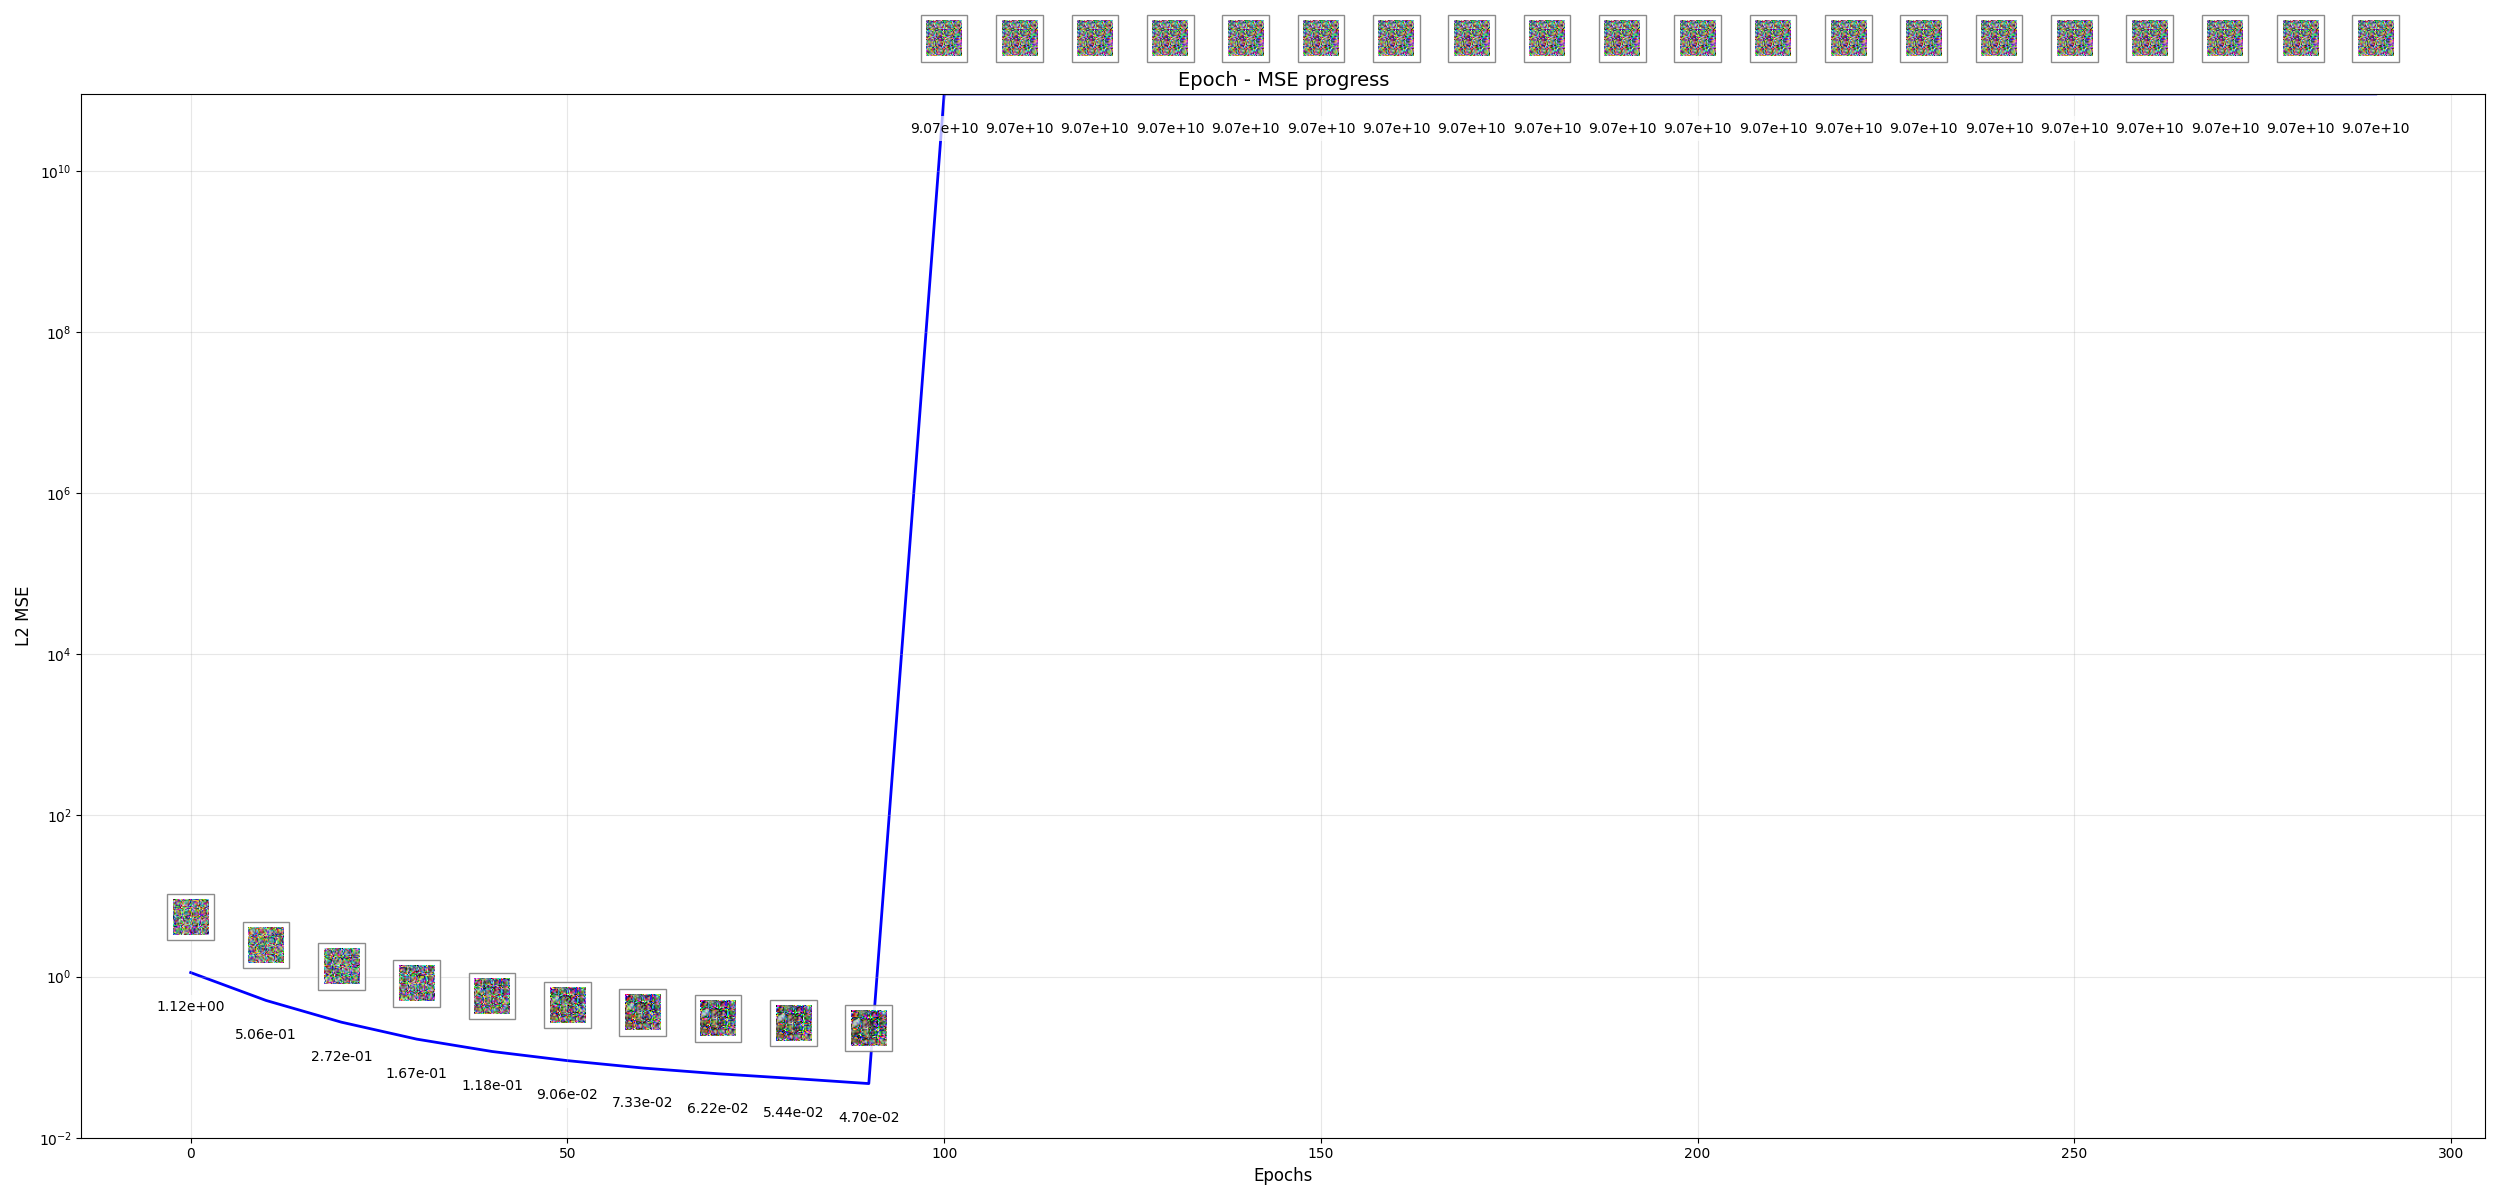 Epoch - MSE progress
9.07e+10 9.07e+10 9.07e+10 9.07e+10 9.07e+10 9.07e+10 9.07e+10 9.07e+10 9.07e+10 9.07e+10 9.07e+10 9.07e+10 9.07e+10 9.07e+10 9.07e+10 9.07e+10 9.07e+10 9.07e+10 9.07e+10 9.07e+10
10¹⁰
10⁸
10⁶
10⁴
10²
10⁰
10⁻²
L2 MSE
1.12e+00
5.06e-01
2.72e-01
1.67e-01
1.18e-01
9.06e-02
7.33e-02
6.22e-02
5.44e-02
4.70e-02
0 50 100 150 200 250 300
Epochs